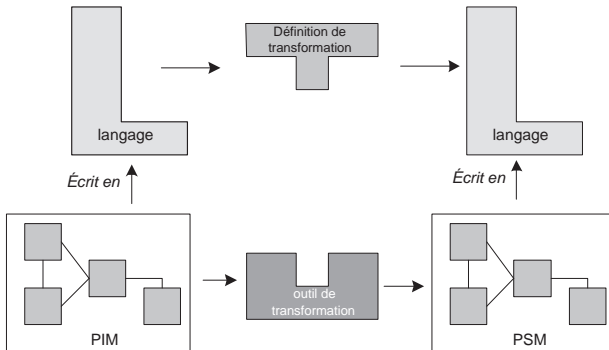 Définition de
transformation
langage
langage
Écrit en
Écrit en
outil de
transformation
PIM
PSM